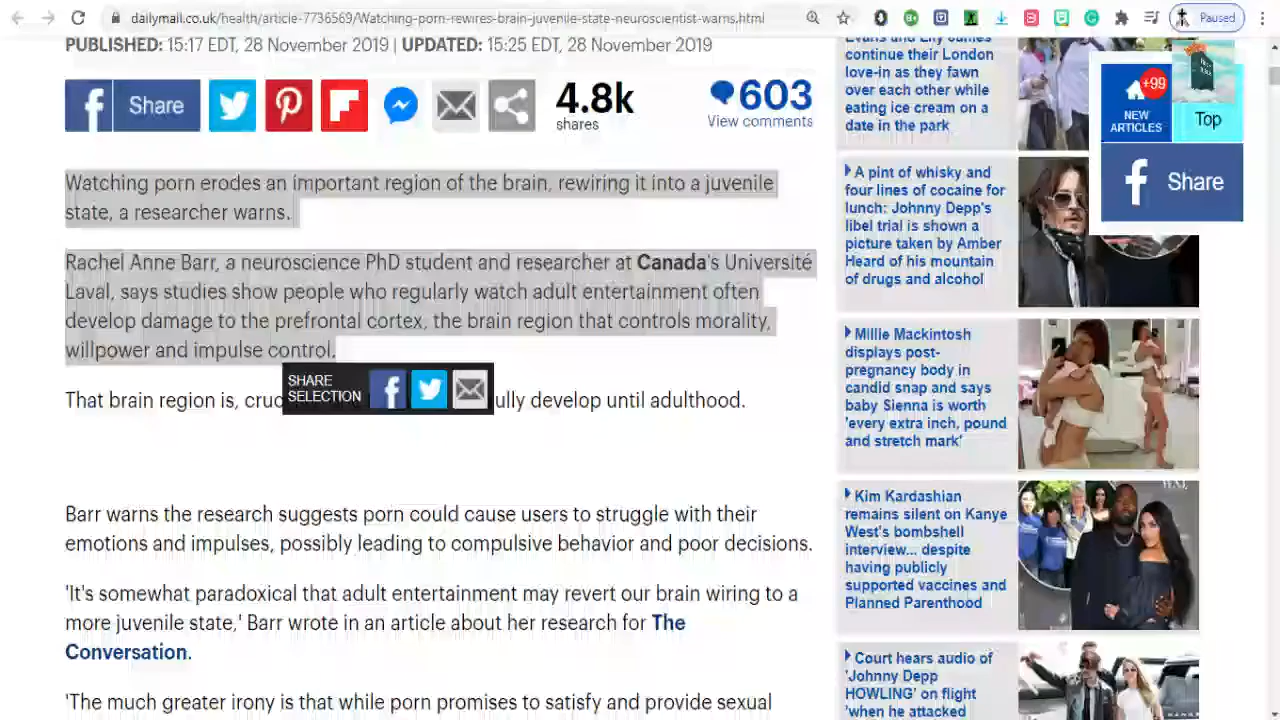 dailymail.co.uk/health/article-7736569/Watching-porn-rewires-brain-juvenile-state-neuroscientist-warns.html
Paused
PUBLISHED: 15:17 EDT, 28 November 2019 | UPDATED: 15:25 EDT, 28 November 2019
Share
4.8k
shares
603
View comments
Watching porn erodes an important region of the brain, rewiring it into a juvenile
state, a researcher warns.
Rachel Anne Barr, a neuroscience PhD student and researcher at Canada's Université
Laval, says studies show people who regularly watch adult entertainment often
develop damage to the prefrontal cortex, the brain region that controls morality,
willpower and impulse control.
SHARE
SELECTION
That brain region is, cruc
ully develop until adulthood.
Barr warns the research suggests porn could cause users to struggle with their
emotions and impulses, possibly leading to compulsive behavior and poor decisions.
'It's somewhat paradoxical that adult entertainment may revert our brain wiring to a
more juvenile state,' Barr wrote in an article about her research for The
Conversation.
'The much greater irony is that while porn promises to satisfy and provide sexual
Evans and Lily James
continue their London
love-in as they fawn
over each other while
eating ice cream on a
date in the park
A pint of whisky and
four lines of cocaine for
lunch: Johnny Depp's
libel trial is shown a
picture taken by Amber
Heard of his mountain
of drugs and alcohol
Millie Mackintosh
displays post-
pregnancy body in
candid snap and says
baby Sienna is worth
'every extra inch, pound
and stretch mark'
Kim Kardashian
remains silent on Kanye
West's bombshell
interview... despite
having publicly
supported vaccines and
Planned Parenthood
Court hears audio of
'Johnny Depp
HOWLING' on flight
'when he attacked
+99
NEW
ARTICLES
Top
Share